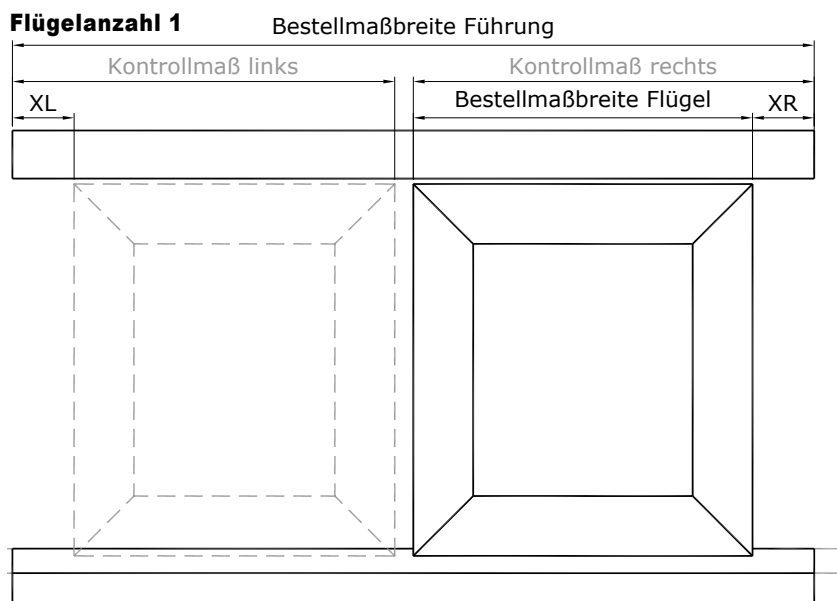 Flügelanzahl 1
Bestellmaßbreite Führung
Kontrollmaß links
Kontrollmaß rechts
XL
Bestellmaßbreite Flügel
XR